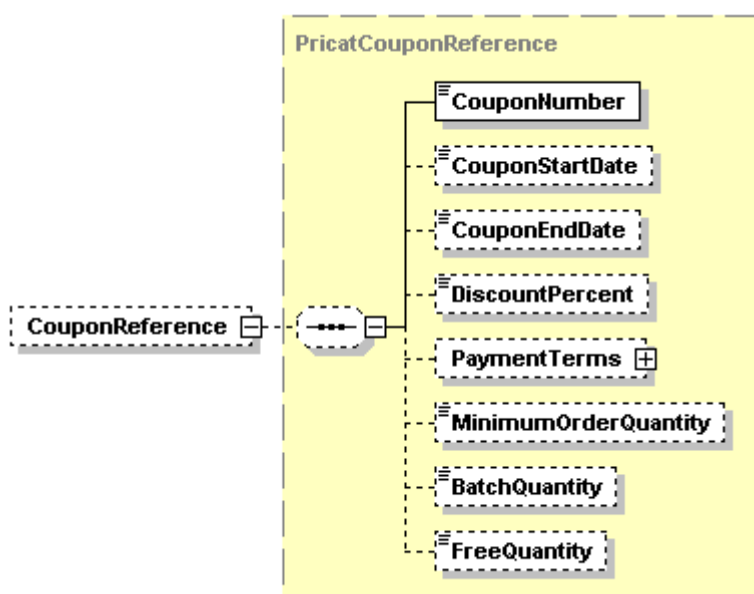 PricatCouponReference
CouponNumber
CouponStartDate
CouponEndDate
DiscountPercent
CouponReference
PaymentTerms
MinimumOrderQuantity
BatchQuantity
FreeQuantity